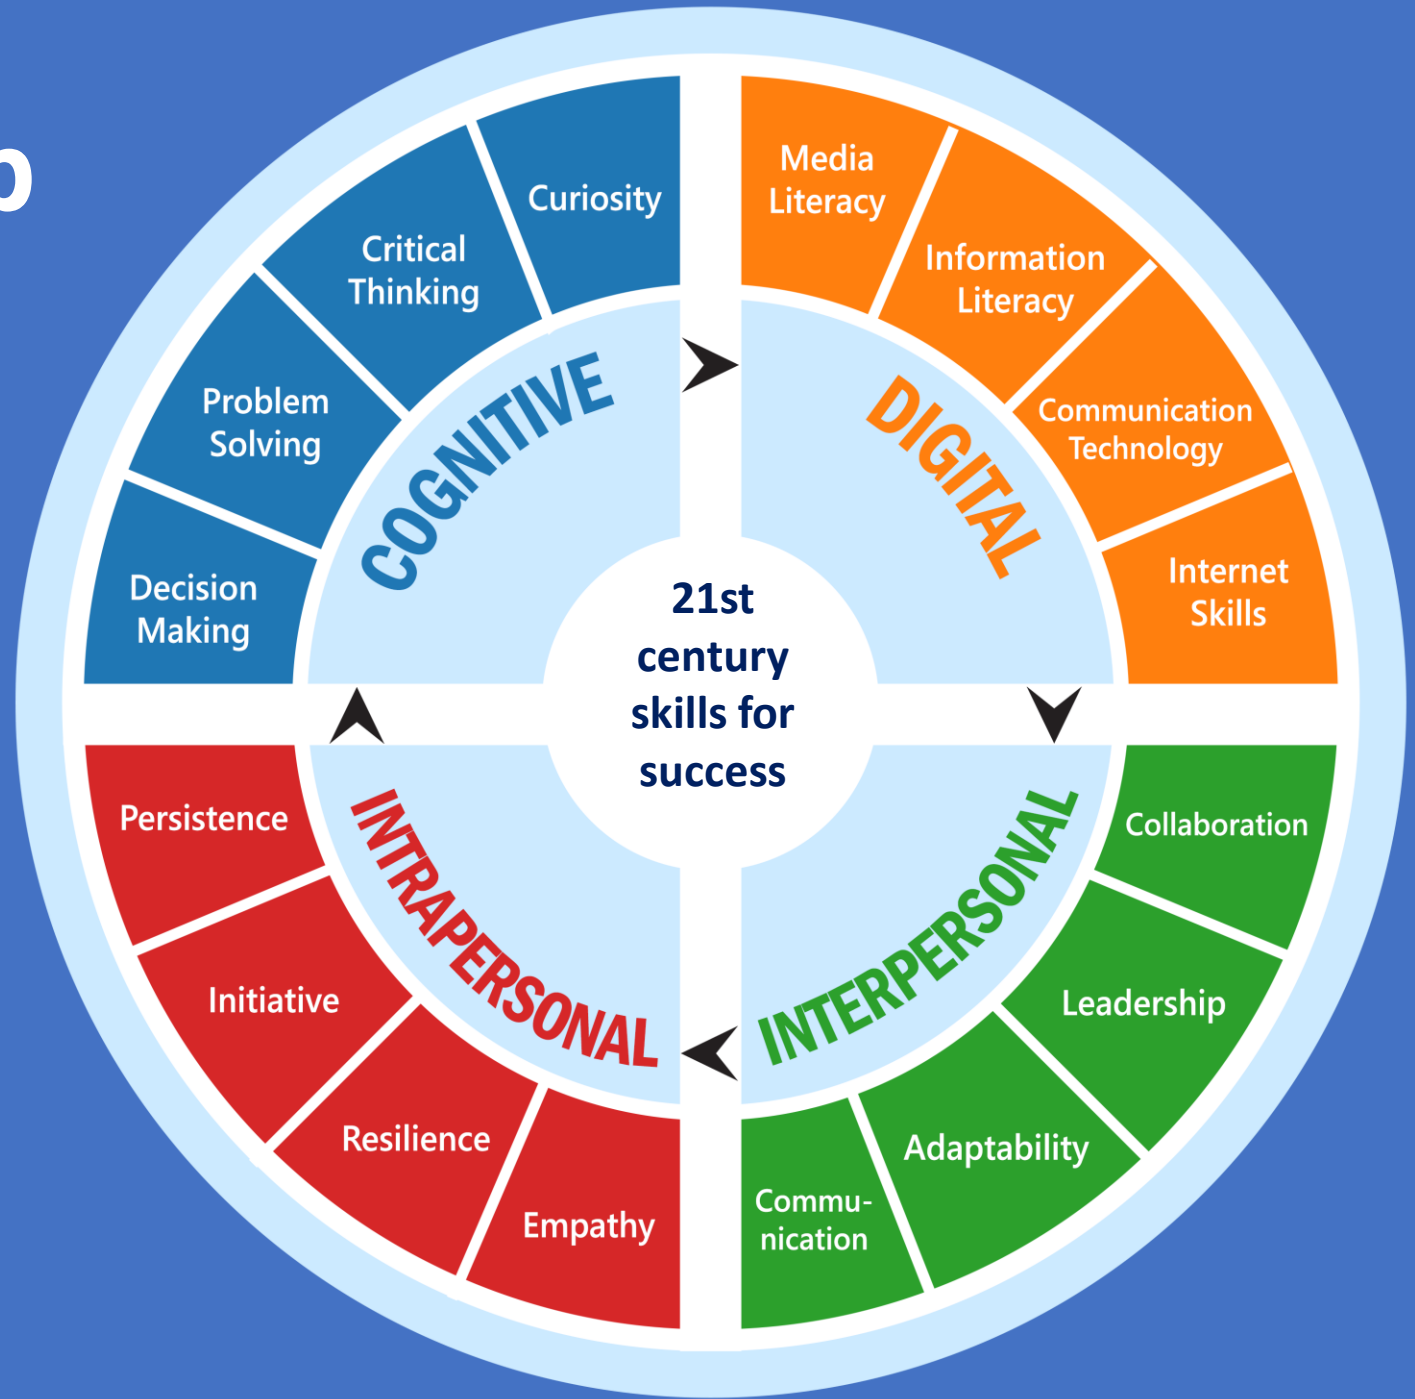 Curiosity
Critical
Thinking
Problem
Solving
Decision
Making
COGNITIVE
Media
Literacy
Information
Literacy
Communication
Technology
Internet
Skills
DIGITAL
21st
century
skills for
success
Collaboration
Leadership
Adaptability
Commu-
nication
INTERPERSONAL
Persistence
Initiative
Resilience
Empathy
INTRAPERSONAL